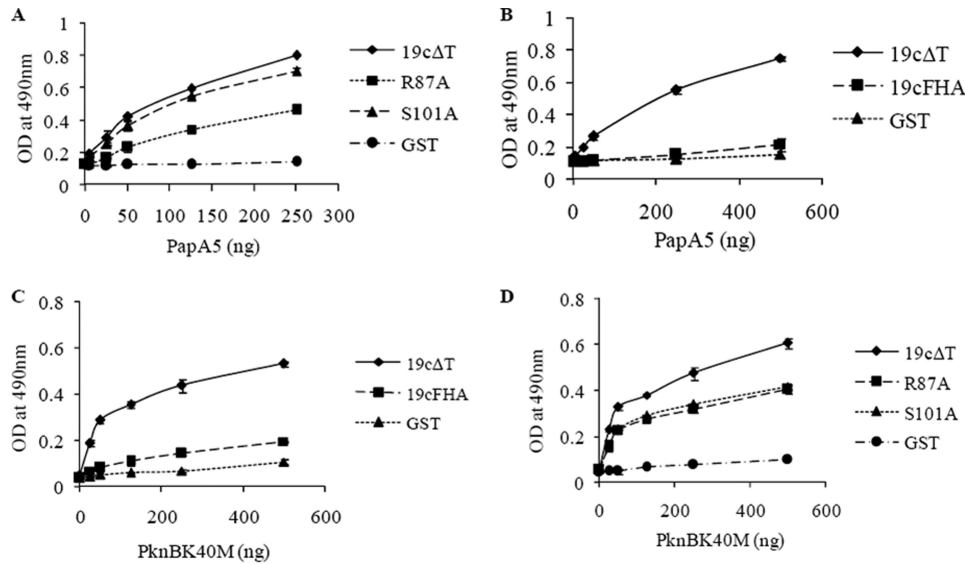 A
OD at 490nm
1
0.8
0.6
0.4
0.2
0
0 50 100 150 200 250 300
PapA5 (ng)
19cΔT
R87A
S101A
GST
B
OD at 490nm
1
0.8
0.6
0.4
0.2
0
0 200 400 600
PapA5 (ng)
19cΔT
19cFHA
GST
C
OD at 490nm
0.8
0.6
0.4
0.2
0
0 200 400 600
PknBK40M (ng)
19cΔT
19cFHA
GST
D
OD at 490nm
0.8
0.6
0.4
0.2
0
0 200 400 600
PknBK40M (ng)
19cΔT
R87A
S101A
GST